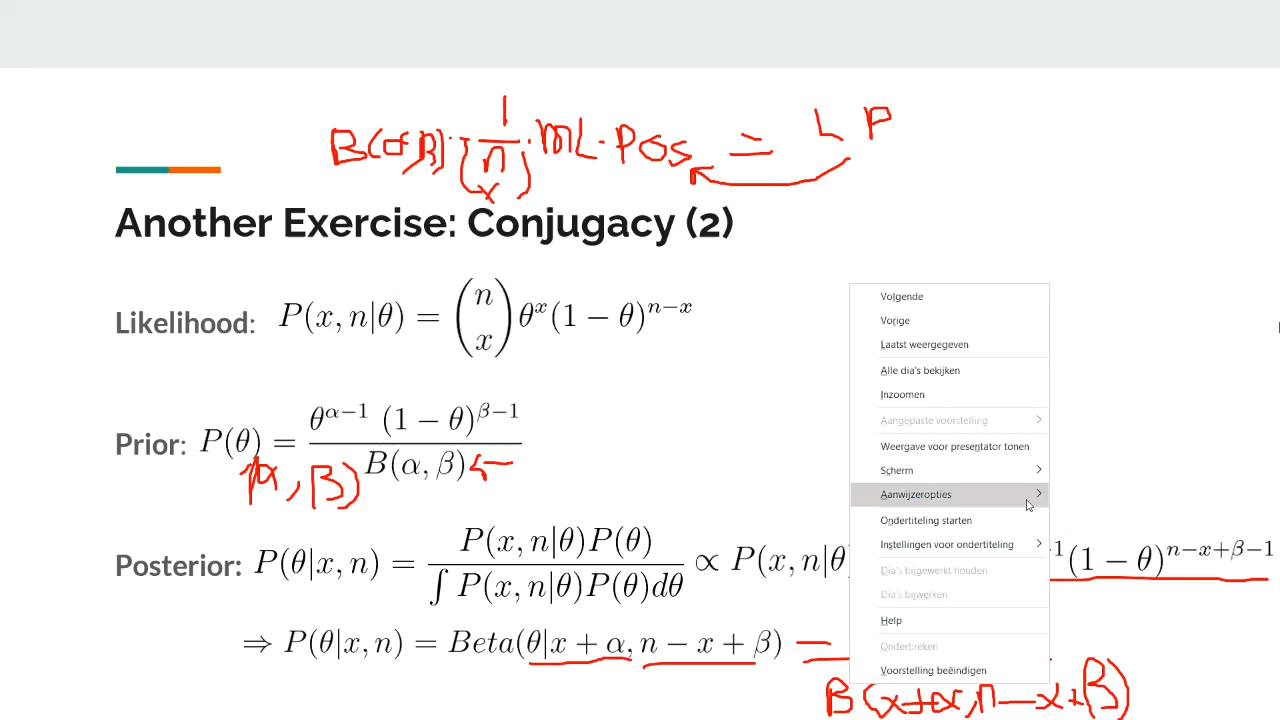 B(α,β) · 1/(n x) · ML · Pos = L P
Another Exercise: Conjugacy (2)
Likelihood: P(x, n|θ) = (n x) θ^x (1 − θ)^{n−x}
Prior: P(θ) = θ^{α−1} (1 − θ)^{β−1} / B(α, β) ←
α, β)
Posterior: P(θ|x, n) = P(x, n|θ)P(θ) / ∫ P(x, n|θ)P(θ)dθ ∝ P(x, n|θ) −1 (1 − θ)^{n−x+β−1}
⇒ P(θ|x, n) = Beta(θ|x + α, n − x + β)
B(x+α, n−x+β)
Volgende
Vorige
Laatst weergegeven
Alle dia's bekijken
Inzoomen
Aangepaste voorstelling
Weergave voor presentator tonen
Scherm
Aanwijzeropties
Ondertiteling starten
Instellingen voor ondertiteling
Dia's bijgewerkt houden
Dia's bijwerken
Help
Onderbreken
Voorstelling beëindigen